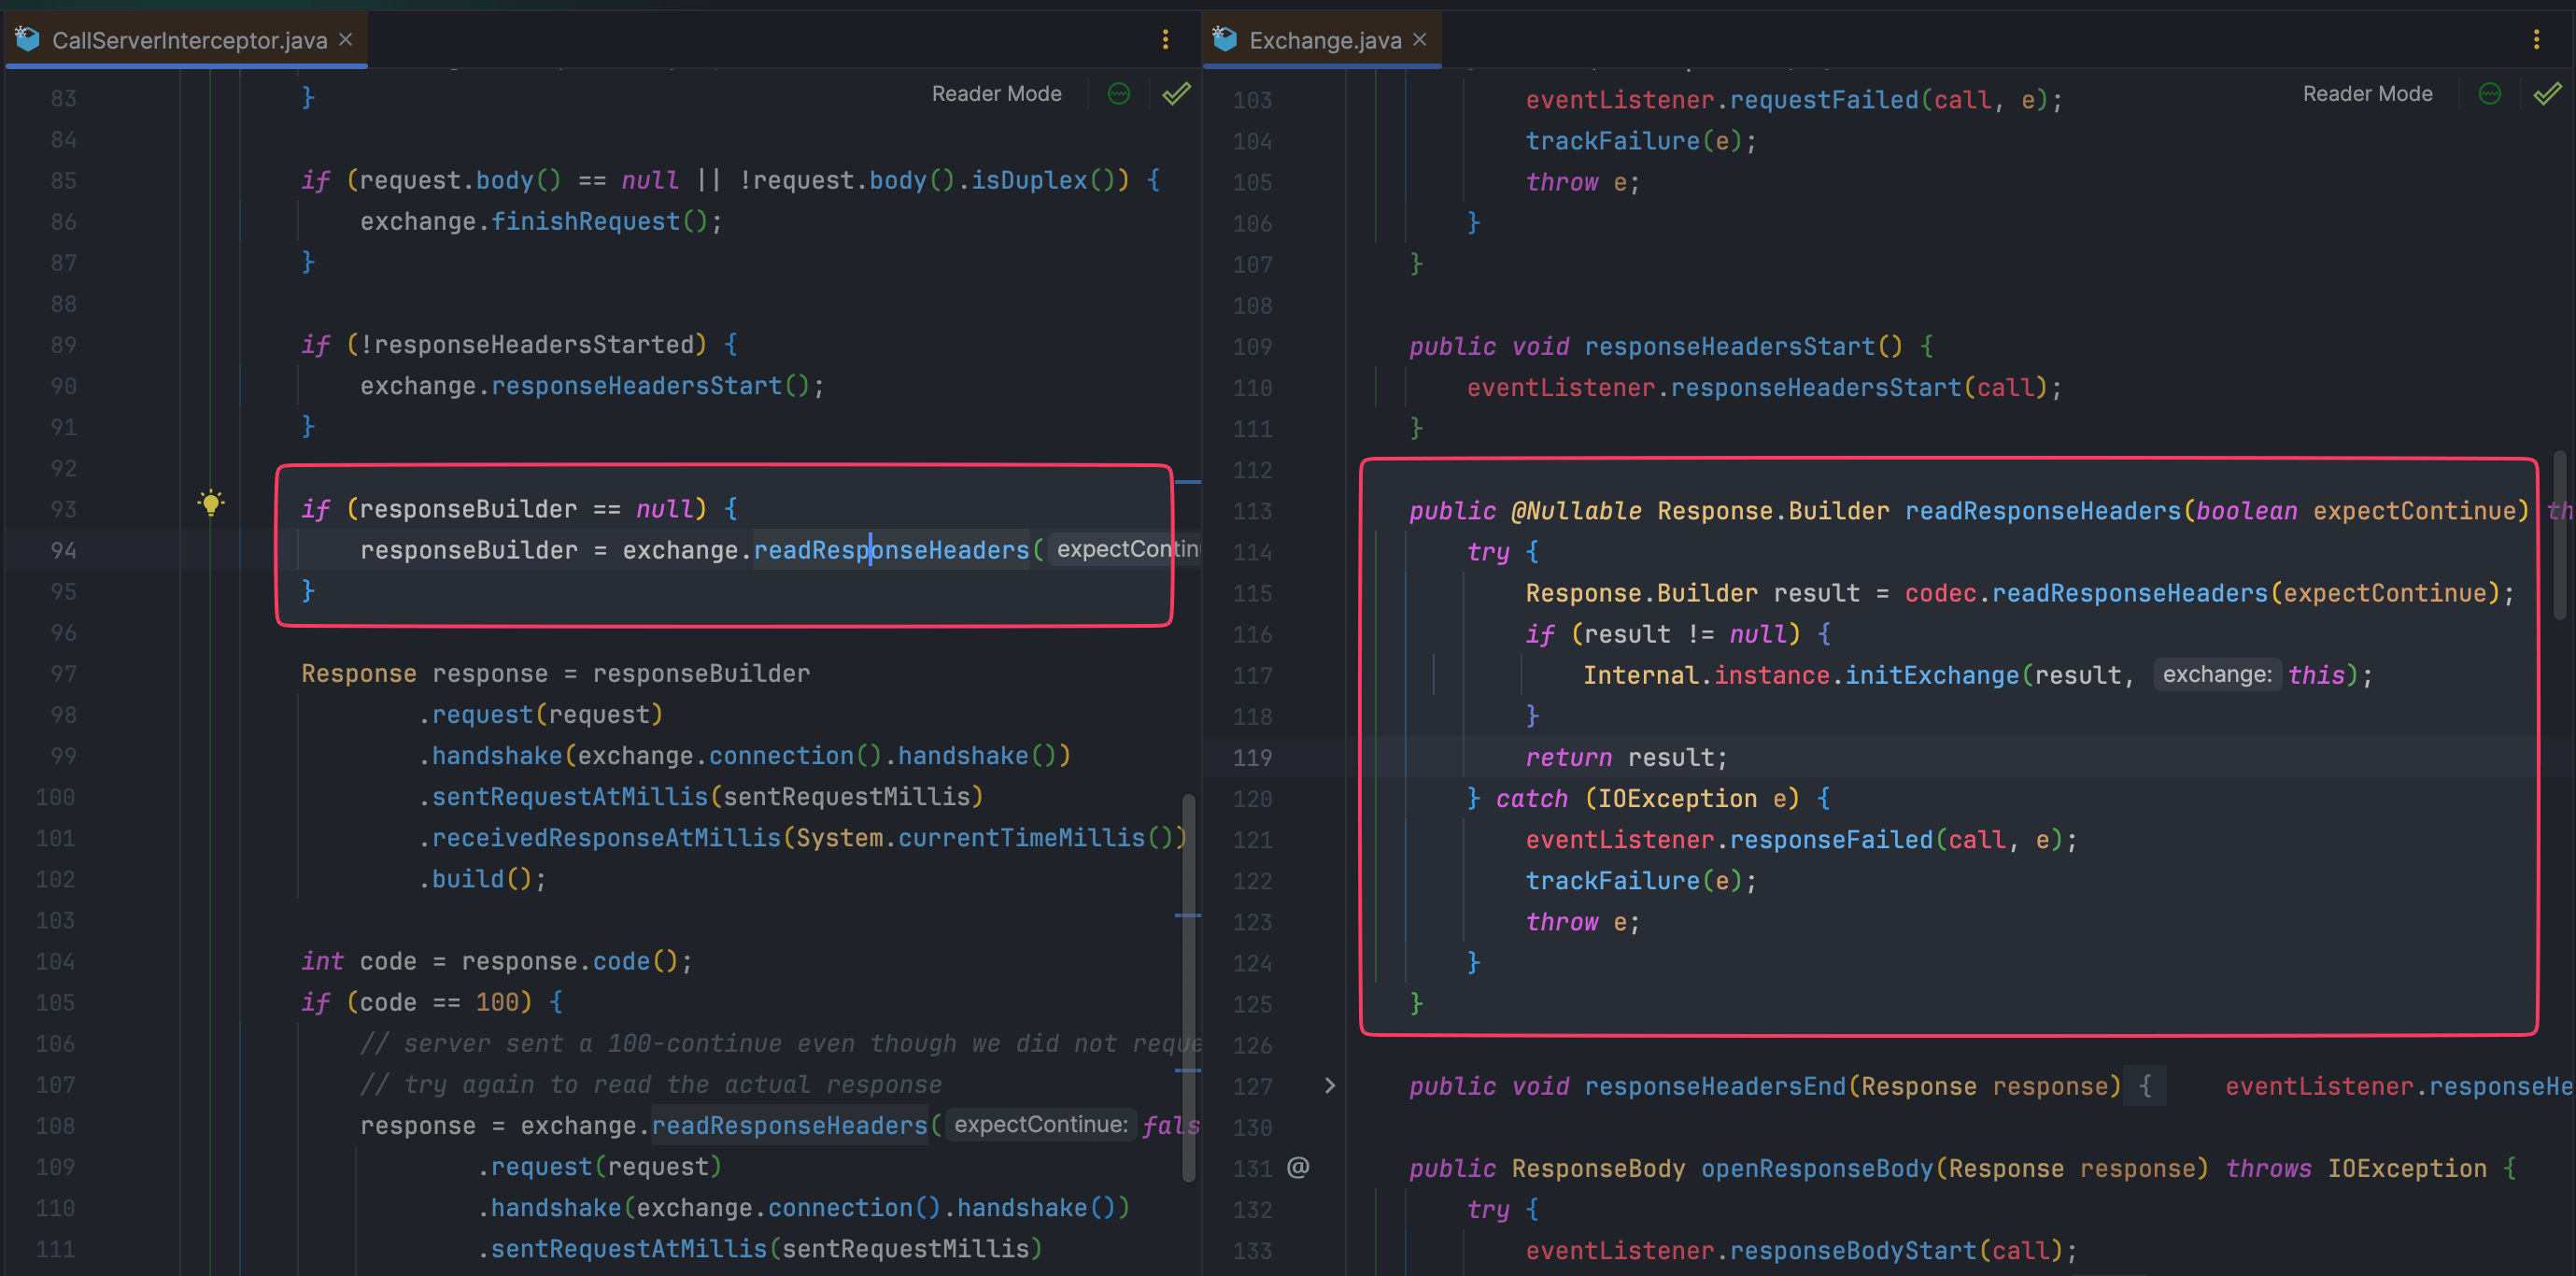 CallServerInterceptor.java
Reader Mode
83 }
84
85 if (request.body() == null || !request.body().isDuplex()) {
86 exchange.finishRequest();
87 }
88
89 if (!responseHeadersStarted) {
90 exchange.responseHeadersStart();
91 }
92
93 if (responseBuilder == null) {
94 responseBuilder = exchange.readResponseHeaders( expectContin
95 }
96
97 Response response = responseBuilder
98 .request(request)
99 .handshake(exchange.connection().handshake())
100 .sentRequestAtMillis(sentRequestMillis)
101 .receivedResponseAtMillis(System.currentTimeMillis())
102 .build();
103
104 int code = response.code();
105 if (code == 100) {
106 // server sent a 100-continue even though we did not reque
107 // try again to read the actual response
108 response = exchange.readResponseHeaders( expectContinue: fals
109 .request(request)
110 .handshake(exchange.connection().handshake())
111 .sentRequestAtMillis(sentRequestMillis)
Exchange.java
Reader Mode
103 eventListener.requestFailed(call, e);
104 trackFailure(e);
105 throw e;
106 }
107 }
108
109 public void responseHeadersStart() {
110 eventListener.responseHeadersStart(call);
111 }
112
113 public @Nullable Response.Builder readResponseHeaders(boolean expectContinue) th
114 try {
115 Response.Builder result = codec.readResponseHeaders(expectContinue);
116 if (result != null) {
117 Internal.instance.initExchange(result, exchange: this);
118 }
119 return result;
120 } catch (IOException e) {
121 eventListener.responseFailed(call, e);
122 trackFailure(e);
123 throw e;
124 }
125 }
126
127 public void responseHeadersEnd(Response response) { eventListener.responseHe
130
131 @ public ResponseBody openResponseBody(Response response) throws IOException {
132 try {
133 eventListener.responseBodyStart(call);